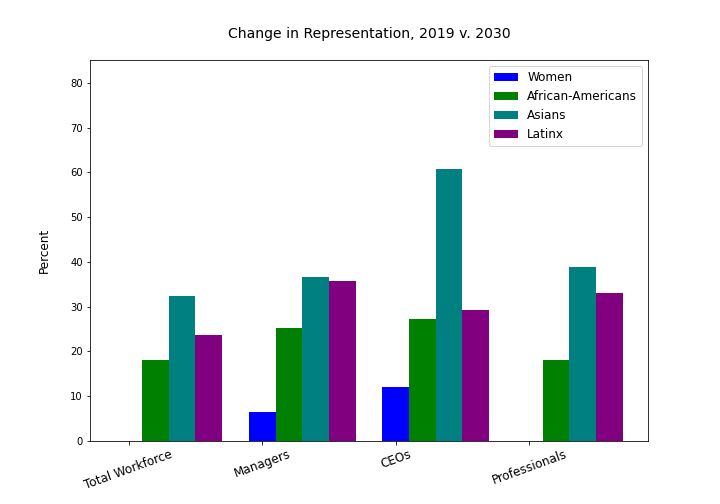 Change in Representation, 2019 v. 2030
Women
African-Americans
Asians
Latinx
Percent
80
70
60
50
40
30
20
10
0
Total Workforce
Managers
CEOs
Professionals